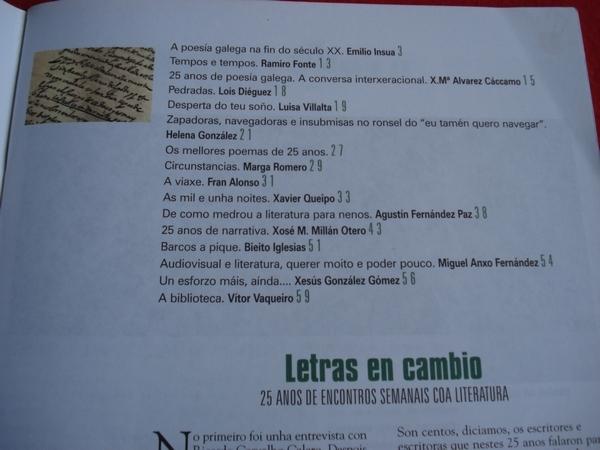 A poesía galega na fin do século XX. Emilio Insua 3
Tempos e tempos. Ramiro Fonte 13
25 anos de poesía galega. A conversa interxeracional. X.Mª Alvarez Cáccamo 15
Pedradas. Lois Diéguez 18
Desperta do teu soño. Luisa Villalta 19
Zapadoras, navegadoras e insubmisas no ronsel do "eu tamén quero navegar".
Helena González 21
Os mellores poemas de 25 anos. 27
Circunstancias. Marga Romero 29
A viaxe. Fran Alonso 31
As mil e unha noites. Xavier Queipo 33
De como medrou a literatura para nenos. Agustín Fernández Paz 38
25 anos de narrativa. Xosé M. Millán Otero 43
Barcos a pique. Bieito Iglesias 51
Audiovisual e literatura, querer moito e poder pouco. Miguel Anxo Fernández 54
Un esforzo máis, aínda.... Xesús González Gómez 56
A biblioteca. Vítor Vaqueiro 59
Letras en cambio
25 ANOS DE ENCONTROS SEMANAIS COA LITERATURA
No primeiro foi unha entrevista con
Son centos, diciamos, os escritores e
escritoras que nestes 25 anos falaron